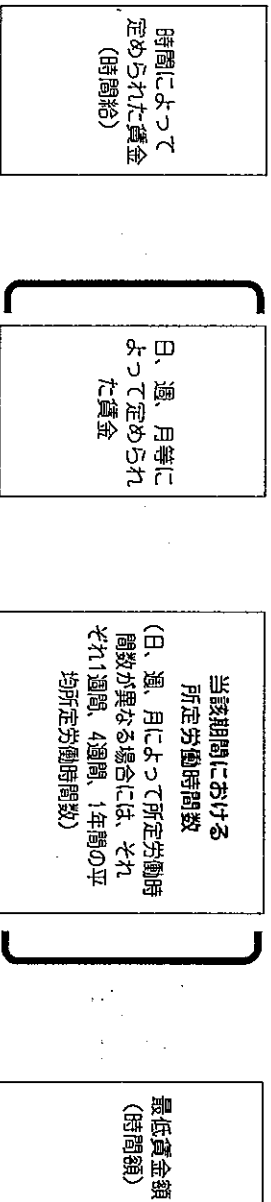 時間によって
定められた賃金
(時間給)
日、週、月等に
よって定められ
た賃金
当該期間における
所定労働時間数
(日、週、月によって所定労働時
間数が異なる場合には、それ
ぞれ1週間、4週間、1年間の平
均所定労働時間数)
最低賃金額
(時間額)